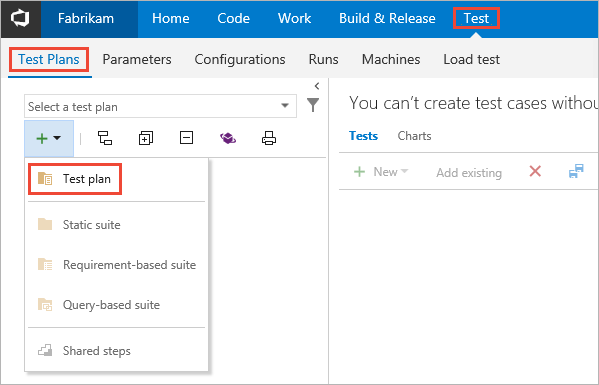 Fabrikam Home Code Work Build & Release Test
Test Plans Parameters Configurations Runs Machines Load test
Select a test plan
You can't create test cases withou
Tests Charts
New Add existing
Test plan
Static suite
Requirement-based suite
Query-based suite
Shared steps